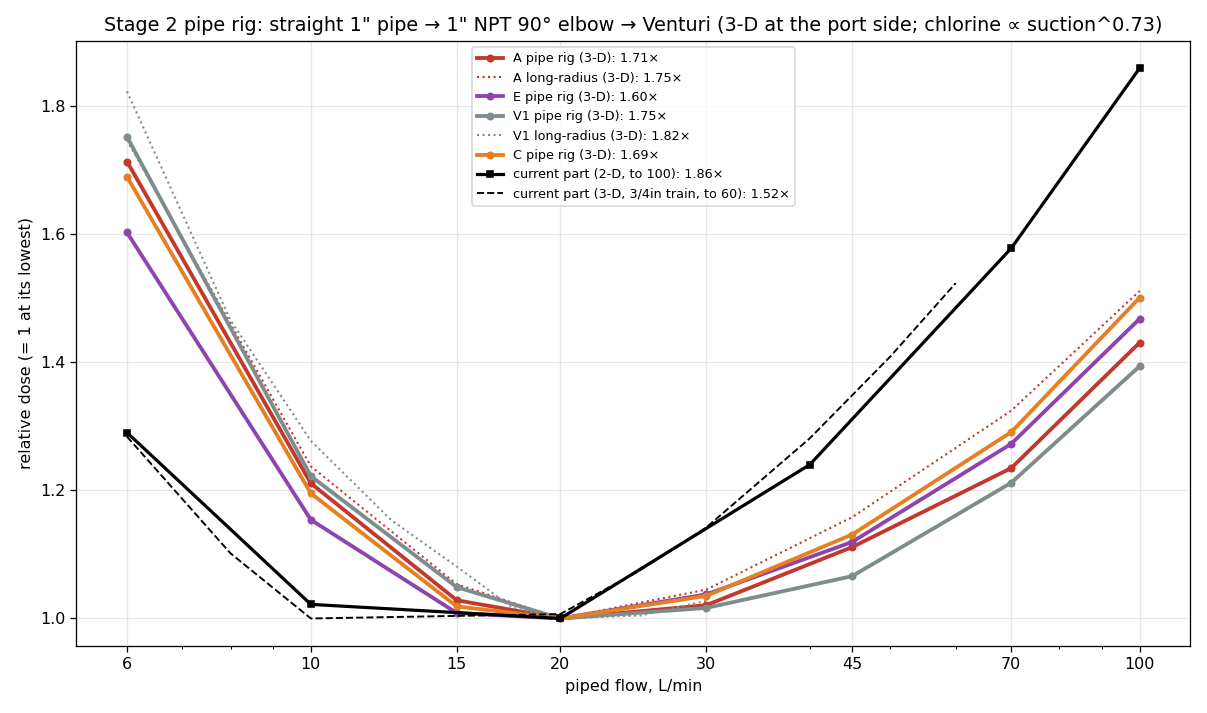 Stage 2 pipe rig: straight 1" pipe → 1" NPT 90° elbow → Venturi (3-D at the port side; chlorine ∝ suction^0.73)
A pipe rig (3-D): 1.71×
A long-radius (3-D): 1.75×
E pipe rig (3-D): 1.60×
V1 pipe rig (3-D): 1.75×
V1 long-radius (3-D): 1.82×
C pipe rig (3-D): 1.69×
current part (2-D, to 100): 1.86×
current part (3-D, 3/4in train, to 60): 1.52×
relative dose (= 1 at its lowest)
1.8
1.6
1.4
1.2
1.0
6 10 15 20 30 45 70 100
piped flow, L/min